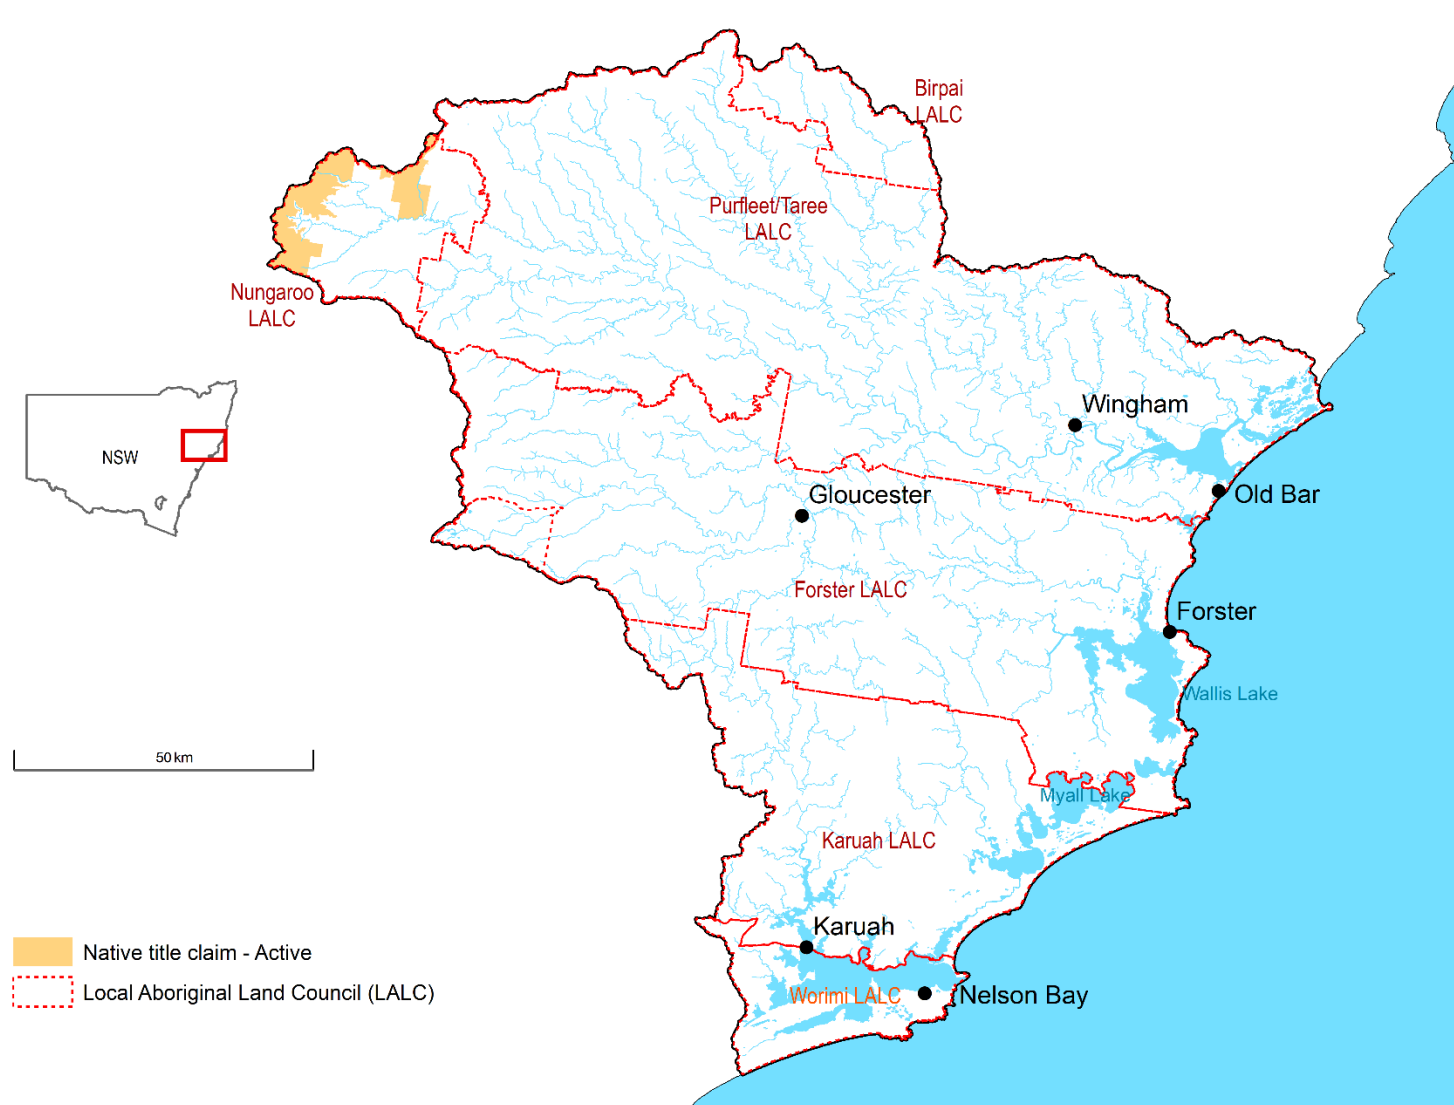 Birpai
LALC
Purfleet/Taree
LALC
Nungaroo
LALC
Wingham
NSW
Gloucester
Old Bar
Forster LALC
Forster
Wallis Lake
50 km
Myall Lake
Karuah LALC
Karuah
Native title claim - Active
Local Aboriginal Land Council (LALC)
Worimi LALC
Nelson Bay